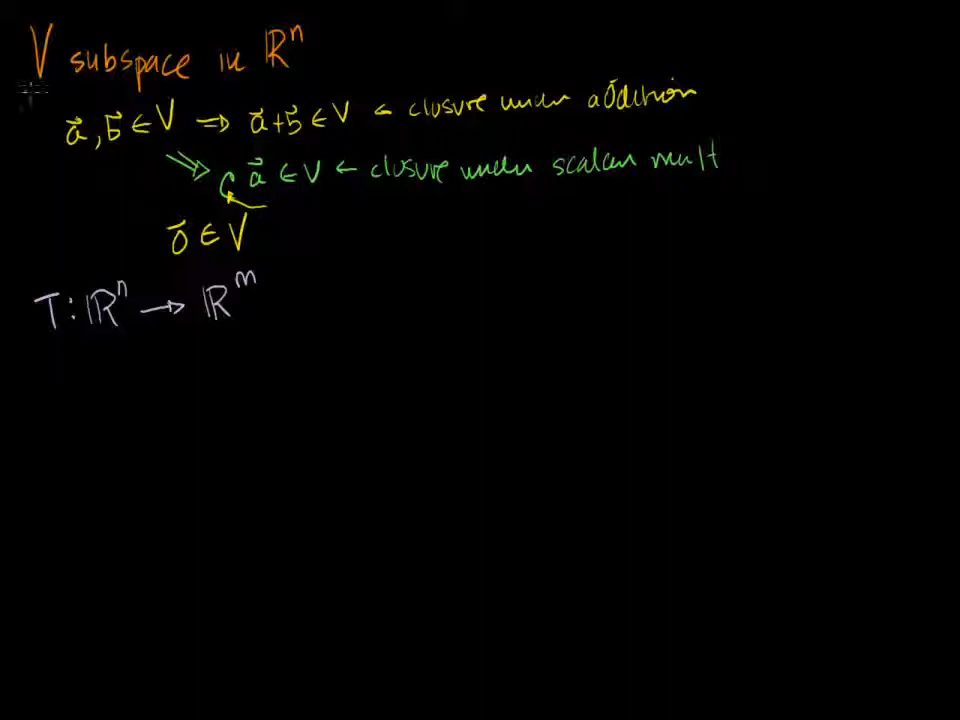 V subspace in ℝⁿ
a⃗, b⃗ ∈ V ⇒ a⃗+b⃗ ∈ V ← closure under addition
⇒ c a⃗ ∈ V ← closure under scalar mult
0⃗ ∈ V
T: ℝⁿ → ℝᵐ